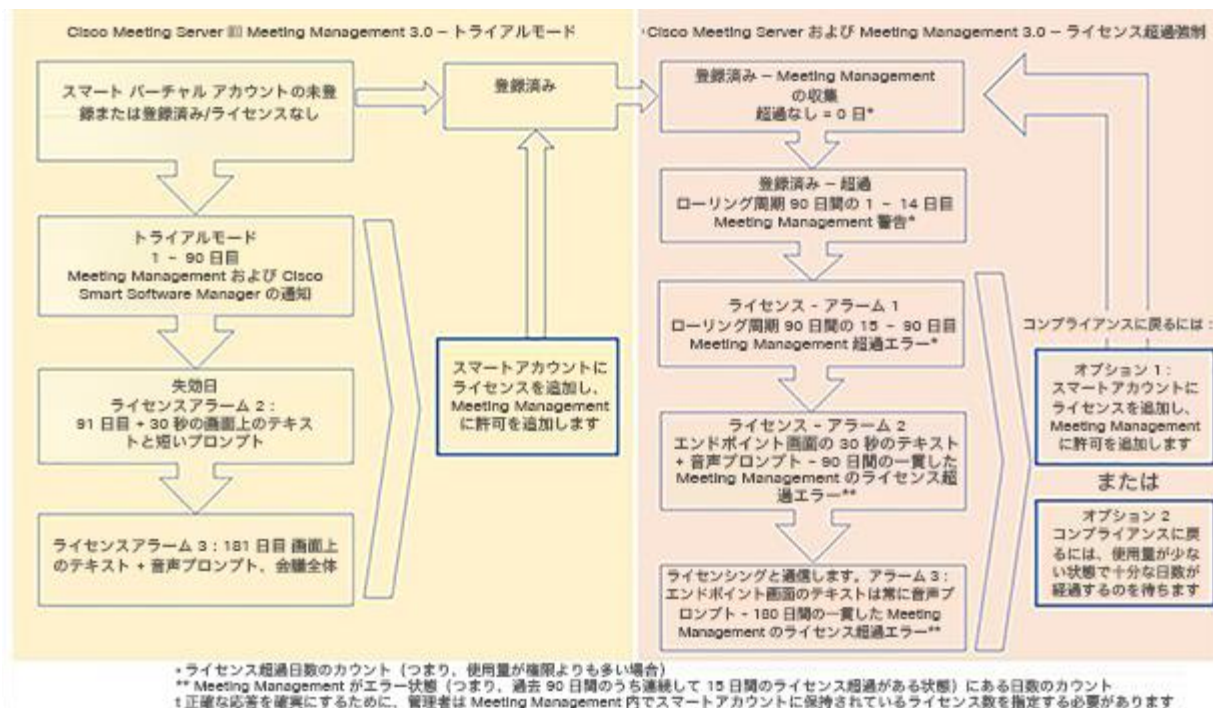 Cisco Meeting Server Meeting Management 3.0 – トライアルモード
スマート バーチャル アカウントの未登
録または登録済み/ライセンスなし
登録済み
トライアルモード
1 ~ 90 日目
Meeting Management および Cisco
Smart Software Manager の通知
失効日
ライセンスアラーム 2：
91 日目 + 30 秒の画面上のテキス
トと短いプロンプト
ライセンスアラーム 3：181 日目 画面上
のテキスト + 音声プロンプト、会議全体
スマートアカウントに
ライセンスを追加し、
Meeting Management
に許可を追加します
Cisco Meeting Server および Meeting Management 3.0 – ライセンス超過強制
登録済み – Meeting Management
の収集
超過なし = 0 日*
登録済み – 超過
ローリング周期 90 日間の 1 ~ 14 日目
Meeting Management 警告*
ライセンス - アラーム 1
ローリング周期 90 日間の 15 ~ 90 日目
Meeting Management 超過エラー*
ライセンス - アラーム 2
エンドポイント画面の 30 秒のテキスト
+ 音声プロンプト - 90 日間の一貫した
Meeting Management のライセンス超
過エラー**
ライセンシングと通信します。アラーム 3：
エンドポイント画面のテキストは常に音声プ
ロンプト - 180 日間の一貫した Meeting
Management のライセンス超過エラー**
コンプライアンスに戻るには：
オプション 1：
スマートアカウントに
ライセンスを追加し、
Meeting Management
に許可を追加します
または
オプション 2
コンプライアンスに戻
るには、使用量が少な
い状態で十分な日数が
経過するのを待ちます
* ライセンス超過日数のカウント（つまり、使用量が権限よりも多い場合）
** Meeting Management がエラー状態（つまり、過去 90 日間のうち連続して 15 日間のライセンス超過がある状態）にある日数のカウント
† 正確な応答を確実にするために、管理者は Meeting Management 内でスマートアカウントに保持されているライセンス数を指定する必要があります